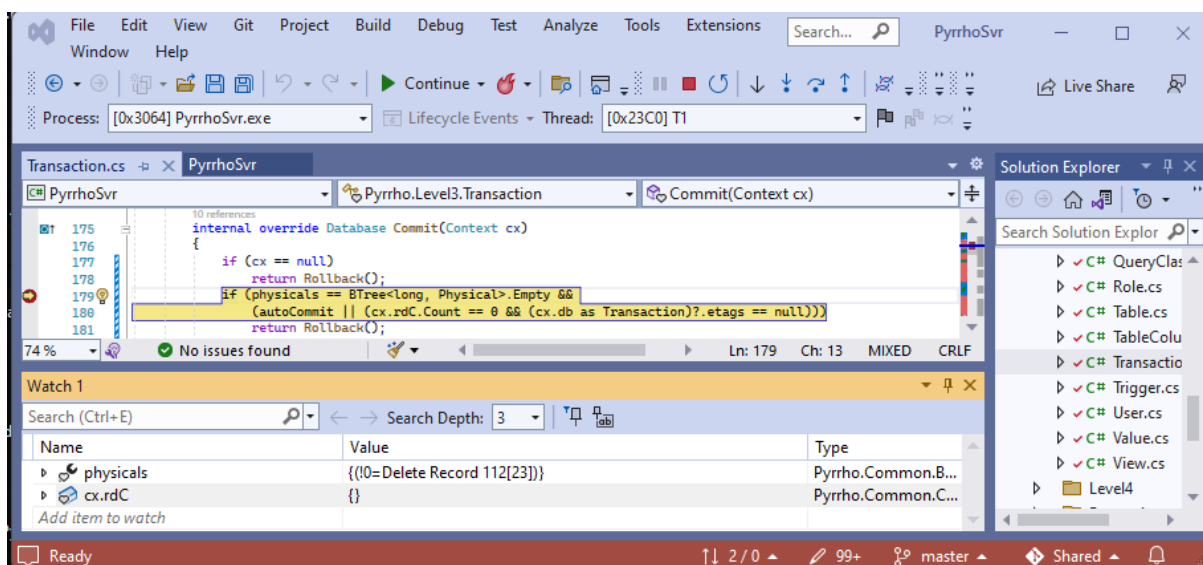 File Edit View Git Project Build Debug Test Analyze Tools Extensions Search... PyrrhoSvr
Window Help
Continue Live Share
Process: [0x3064] PyrrhoSvr.exe Lifecycle Events Thread: [0x23C0] T1
Transaction.cs PyrrhoSvr
C# PyrrhoSvr Pyrrho.Level3.Transaction Commit(Context cx)
10 references
175 internal override Database Commit(Context cx)
176 {
177 if (cx == null)
178 return Rollback();
179 if (physicals == BTree<long, Physical>.Empty &&
180 (autoCommit || (cx.rdC.Count == 0 && (cx.db as Transaction)?.etags == null)))
181 return Rollback();
74 % No issues found Ln: 179 Ch: 13 MIXED CRLF
Watch 1
Search (Ctrl+E) Search Depth: 3
Name Value Type
physicals {(!0=Delete Record 112[23])} Pyrrho.Common.B...
cx.rdC {} Pyrrho.Common.C...
Add item to watch
Solution Explorer
Search Solution Explor
C# QueryClas
C# Role.cs
C# Table.cs
C# TableColu
C# Transactio
C# Trigger.cs
C# User.cs
C# Value.cs
C# View.cs
Level4
Ready 2 / 0 99+ master Shared